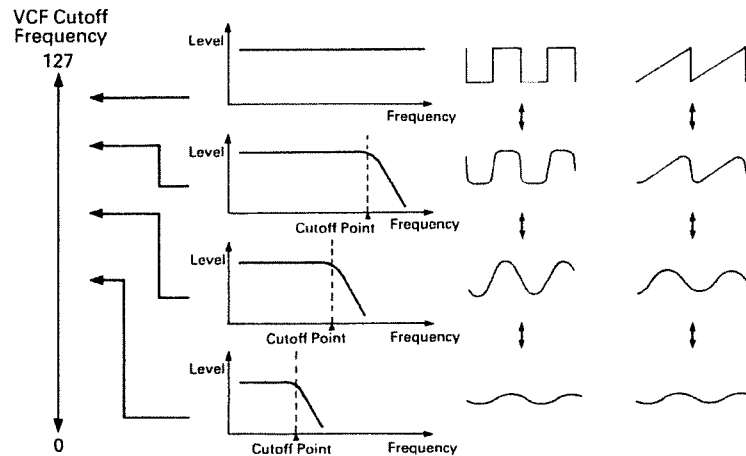 VCF Cutoff
Frequency
127
Level
Frequency
Level
Cutoff Point
Frequency
Level
Cutoff Point
Frequency
Level
Cutoff Point
Frequency
0